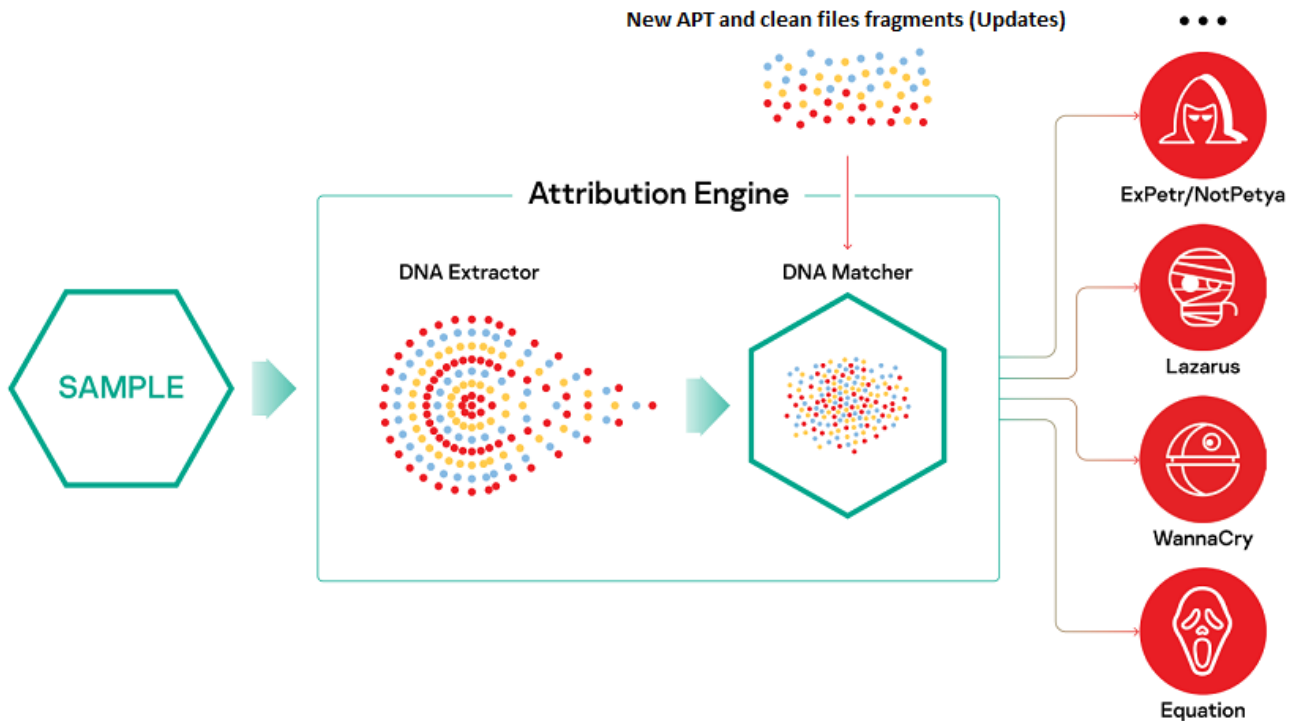 New APT and clean files fragments (Updates)
Attribution Engine
DNA Extractor
DNA Matcher
SAMPLE
ExPetr/NotPetya
Lazarus
WannaCry
Equation